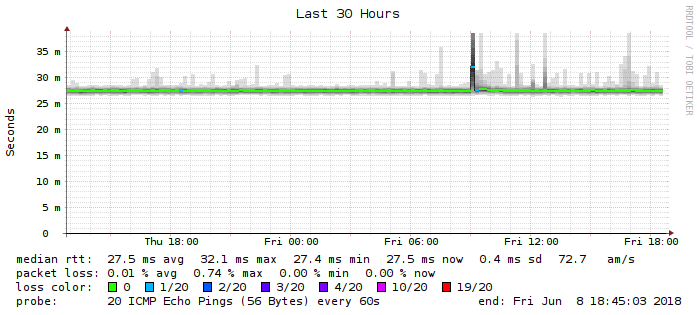 Last 30 Hours
RRDTOOL / TOBI OETIKER
Seconds
35 m
30 m
25 m
20 m
15 m
10 m
5 m
0
Thu 18:00 Fri 00:00 Fri 06:00 Fri 12:00 Fri 18:00
median rtt: 27.5 ms avg 32.1 ms max 27.4 ms min 27.5 ms now 0.4 ms sd 72.7 am/s
packet loss: 0.01 % avg 0.74 % max 0.00 % min 0.00 % now
loss color: 0 1/20 2/20 3/20 4/20 10/20 19/20
probe: 20 ICMP Echo Pings (56 Bytes) every 60s end: Fri Jun 8 18:45:03 2018